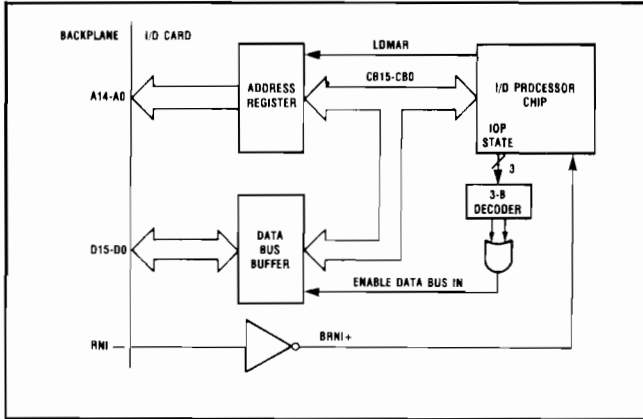 BACKPLANE
I/O CARD
LDMAR
A14-A0
ADDRESS
REGISTER
CB15-CB0
I/O PROCESSOR
CHIP
IOP
STATE
3
3-8
DECODER
D15-D0
DATA
BUS
BUFFER
ENABLE DATA BUS IN
RNI—
BRNI+